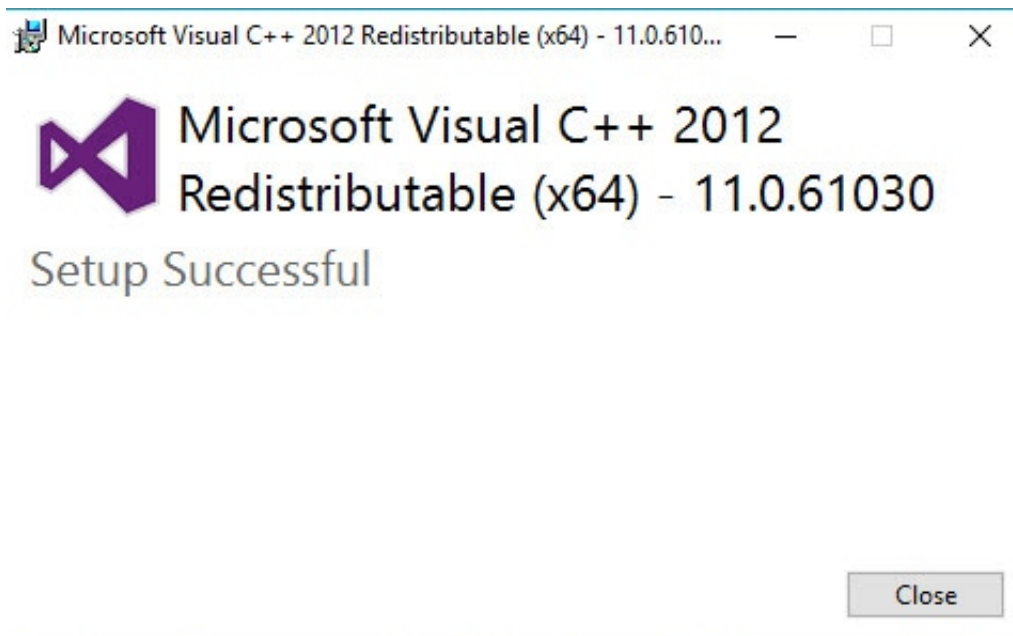 Microsoft Visual C++ 2012 Redistributable (x64) - 11.0.610...
Microsoft Visual C++ 2012
Redistributable (x64) - 11.0.61030
Setup Successful
Close